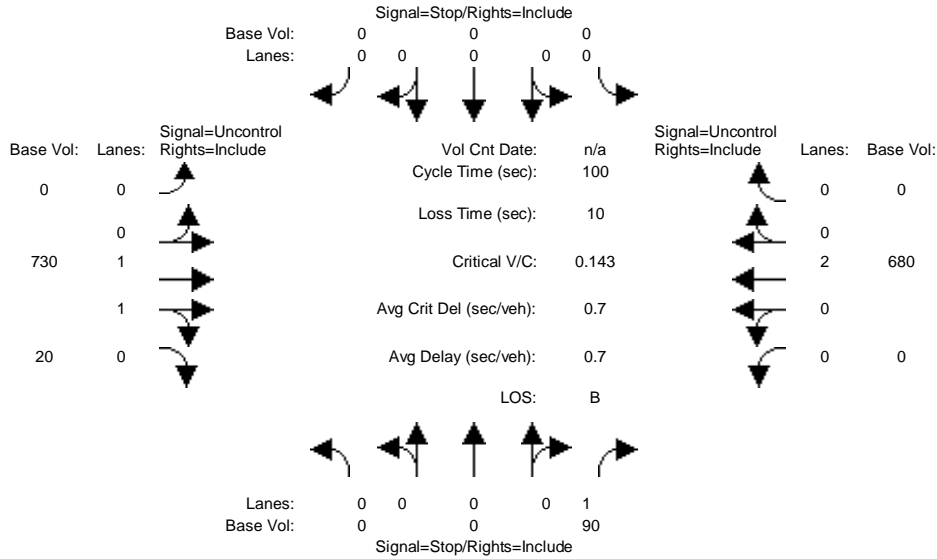 Signal=Stop/Rights=Include
Base Vol: 0 0 0
Lanes: 0 0 0 0 0
Signal=Uncontrol Signal=Uncontrol
Base Vol: Lanes: Rights=Include Vol Cnt Date: n/a Rights=Include Lanes: Base Vol:
Cycle Time (sec): 100
0 0 0 0
Loss Time (sec): 10
0 0
730 1 Critical V/C: 0.143 2 680
1 Avg Crit Del (sec/veh): 0.7 0
20 0 Avg Delay (sec/veh): 0.7 0 0
LOS: B
Lanes: 0 0 0 0 1
Base Vol: 0 0 90
Signal=Stop/Rights=Include